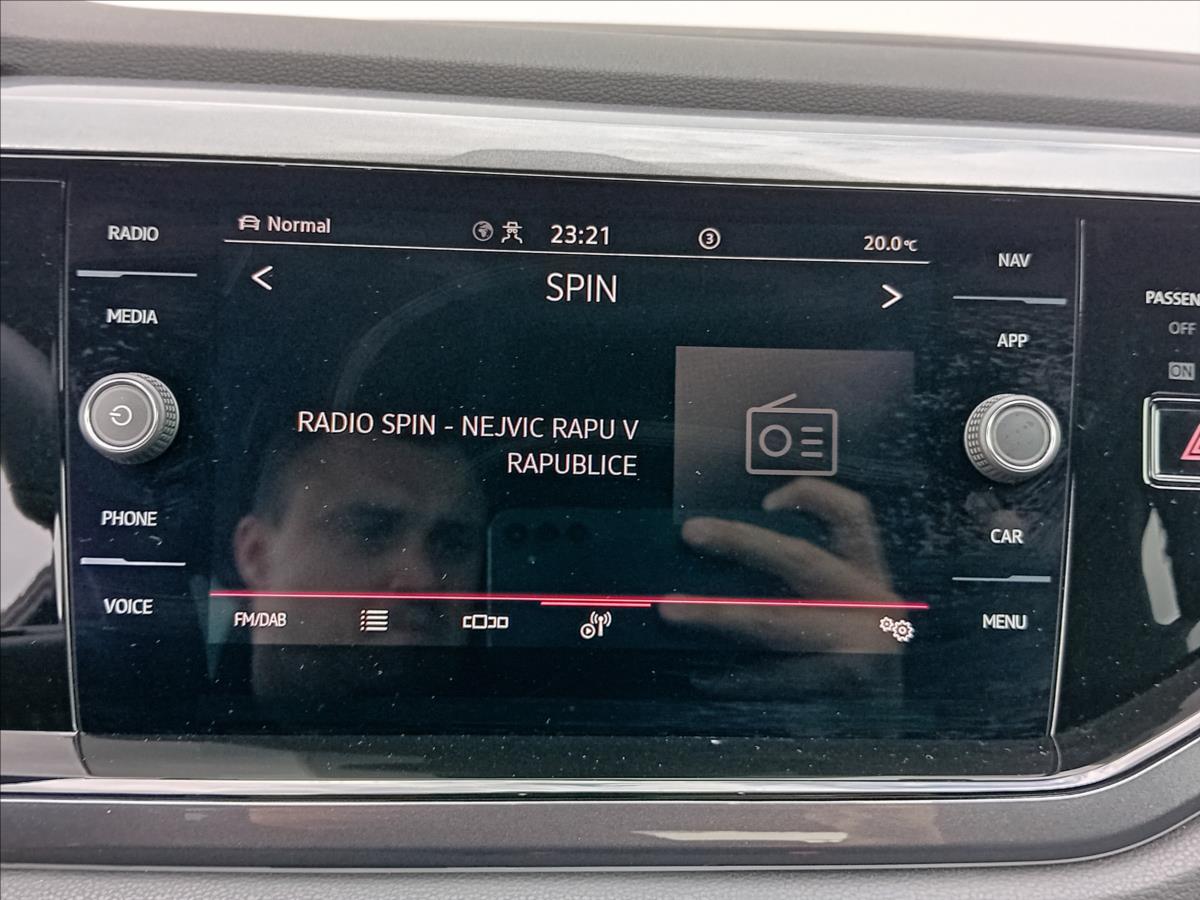 RADIO
MEDIA
PHONE
VOICE
Normal
23:21
3
20.0°C
SPIN
RADIO SPIN - NEJVIC RAPU V
RAPUBLICE
FM/DAB
NAV
APP
CAR
MENU
PASSEN
OFF
ON